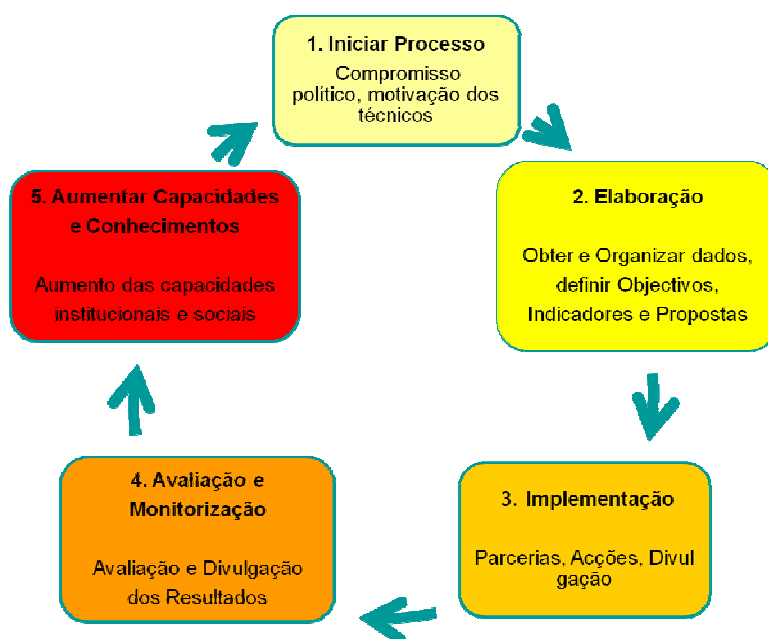 1. Iniciar Processo
Compromisso
político, motivação dos
técnicos
2. Elaboração
Obter e Organizar dados,
definir Objectivos,
Indicadores e Propostas
3. Implementação
Parcerias, Acções, Divul
gação
4. Avaliação e
Monitorização
Avaliação e Divulgação
dos Resultados
5. Aumentar Capacidades
e Conhecimentos
Aumento das capacidades
institucionais e sociais